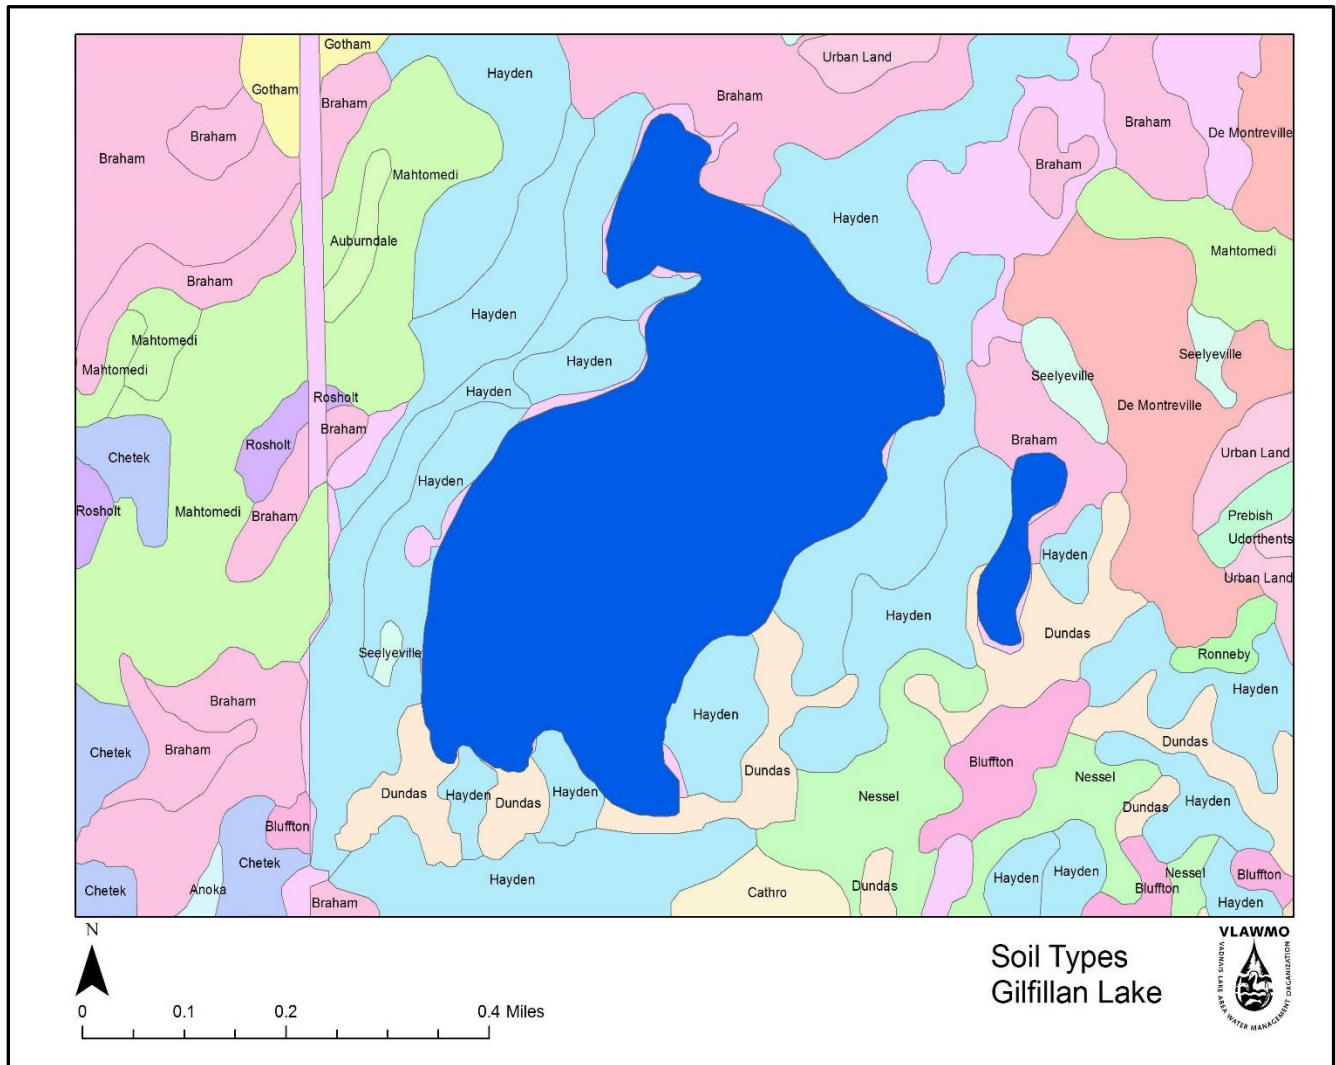 Gotham
Urban Land
Hayden
Gotham
Braham
Braham
Braham
De Montreville
Braham
Braham
Braham
Mahtomedi
Hayden
Auburndale
Mahtomedi
Braham
Hayden
Mahtomedi
Seelyeville
Hayden
Mahtomedi
Seelyeville
Hayden
Rosholt
De Montreville
Braham
Braham
Rosholt
Urban Land
Chetek
Hayden
Rosholt
Mahtomedi
Braham
Prebish
Udorthents
Hayden
Urban Land
Hayden
Dundas
Seelyeville
Ronneby
Hayden
Braham
Hayden
Dundas
Chetek
Braham
Bluffton
Dundas
Nessel
Dundas
Hayden
Dundas
Hayden
Nessel
Hayden
Dundas
Bluffton
Chetek
Hayden
Nessel
Bluffton
Hayden
Hayden
Chetek
Anoka
Cathro
Dundas
Bluffton
Braham
Hayden
N
VLAWMO
VADNAIS LAKE AREA WATER MANAGEMENT ORGANIZATION
Soil Types
Gilfillan Lake
0 0.1 0.2 0.4 Miles